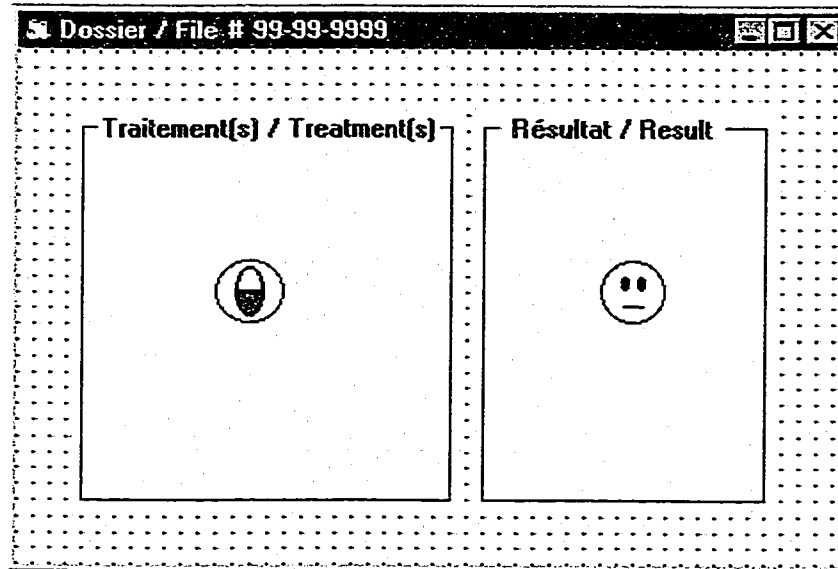 Dossier / File # 99-99-9999
Traitement(s) / Treatment(s)
Résultat / Result